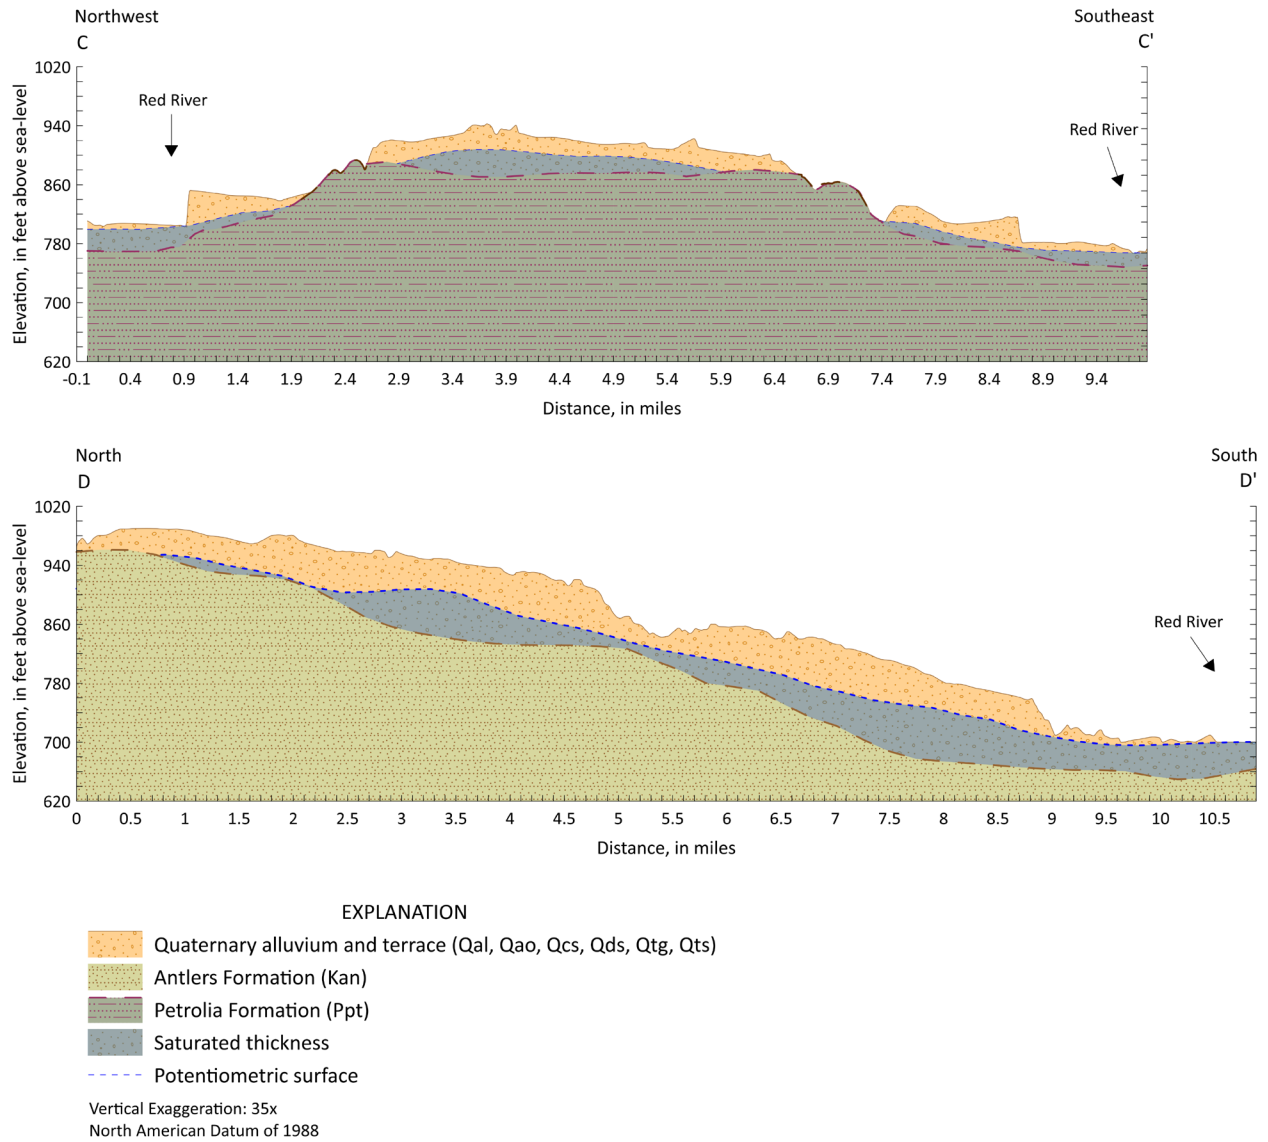 Northwest
Southeast
C
C'
1020
940
860
780
700
620
Elevation, in feet above sea-level
Red River
Red River
-0.1 0.4 0.9 1.4 1.9 2.4 2.9 3.4 3.9 4.4 4.9 5.4 5.9 6.4 6.9 7.4 7.9 8.4 8.9 9.4
Distance, in miles
North
South
D
D'
1020
940
860
780
700
620
Elevation, in feet above sea-level
Red River
0 0.5 1 1.5 2 2.5 3 3.5 4 4.5 5 5.5 6 6.5 7 7.5 8 8.5 9 9.5 10 10.5
Distance, in miles
EXPLANATION
Quaternary alluvium and terrace (Qal, Qao, Qcs, Qds, Qtg, Qts)
Antlers Formation (Kan)
Petrolia Formation (Ppt)
Saturated thickness
Potentiometric surface
Vertical Exaggeration: 35x
North American Datum of 1988